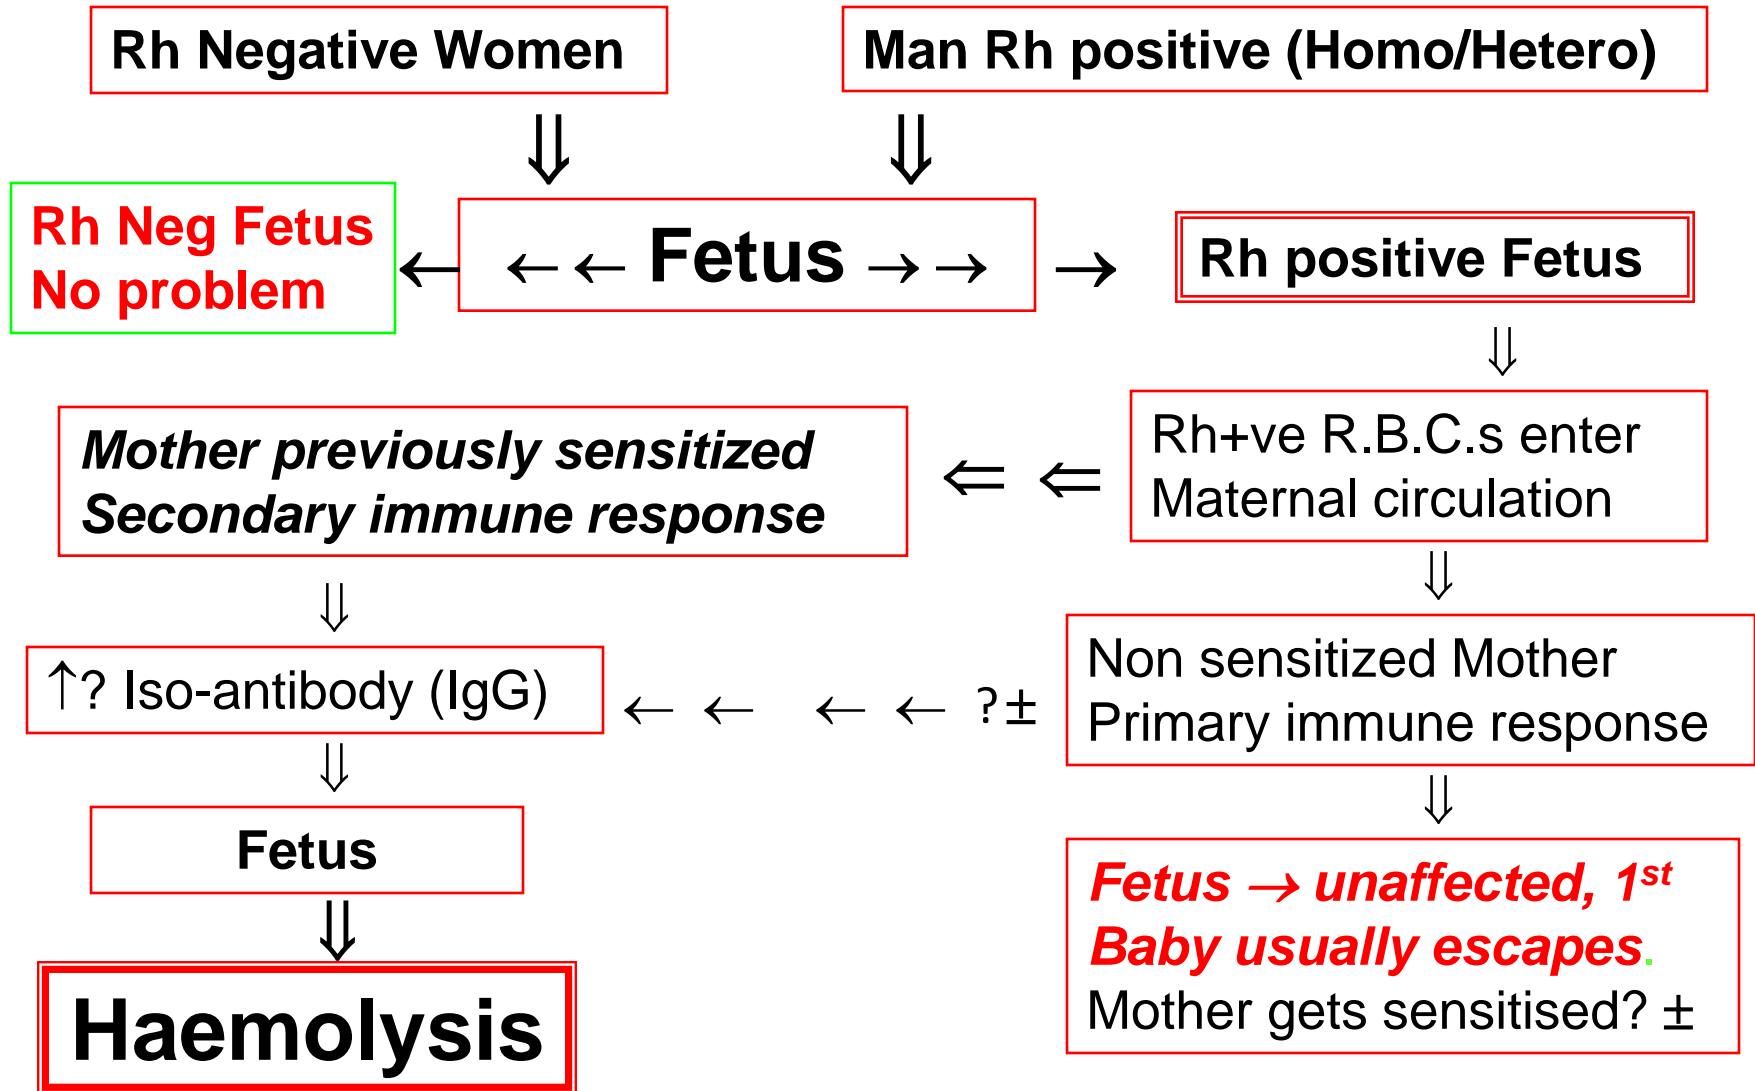 Rh Negative Women
Man Rh positive (Homo/Hetero)
⇓ ⇓
Rh Neg Fetus
No problem
← ← ← Fetus → → →
Rh positive Fetus
⇓
Rh+ve R.B.C.s enter
Maternal circulation
⇐ ⇐
Mother previously sensitized
Secondary immune response
⇓ ⇓
Non sensitized Mother
Primary immune response
← ← ← ← ?±
↑? Iso-antibody (IgG)
⇓ ⇓
Fetus
⇓
Haemolysis
Fetus → unaffected, 1st
Baby usually escapes.
Mother gets sensitised? ±